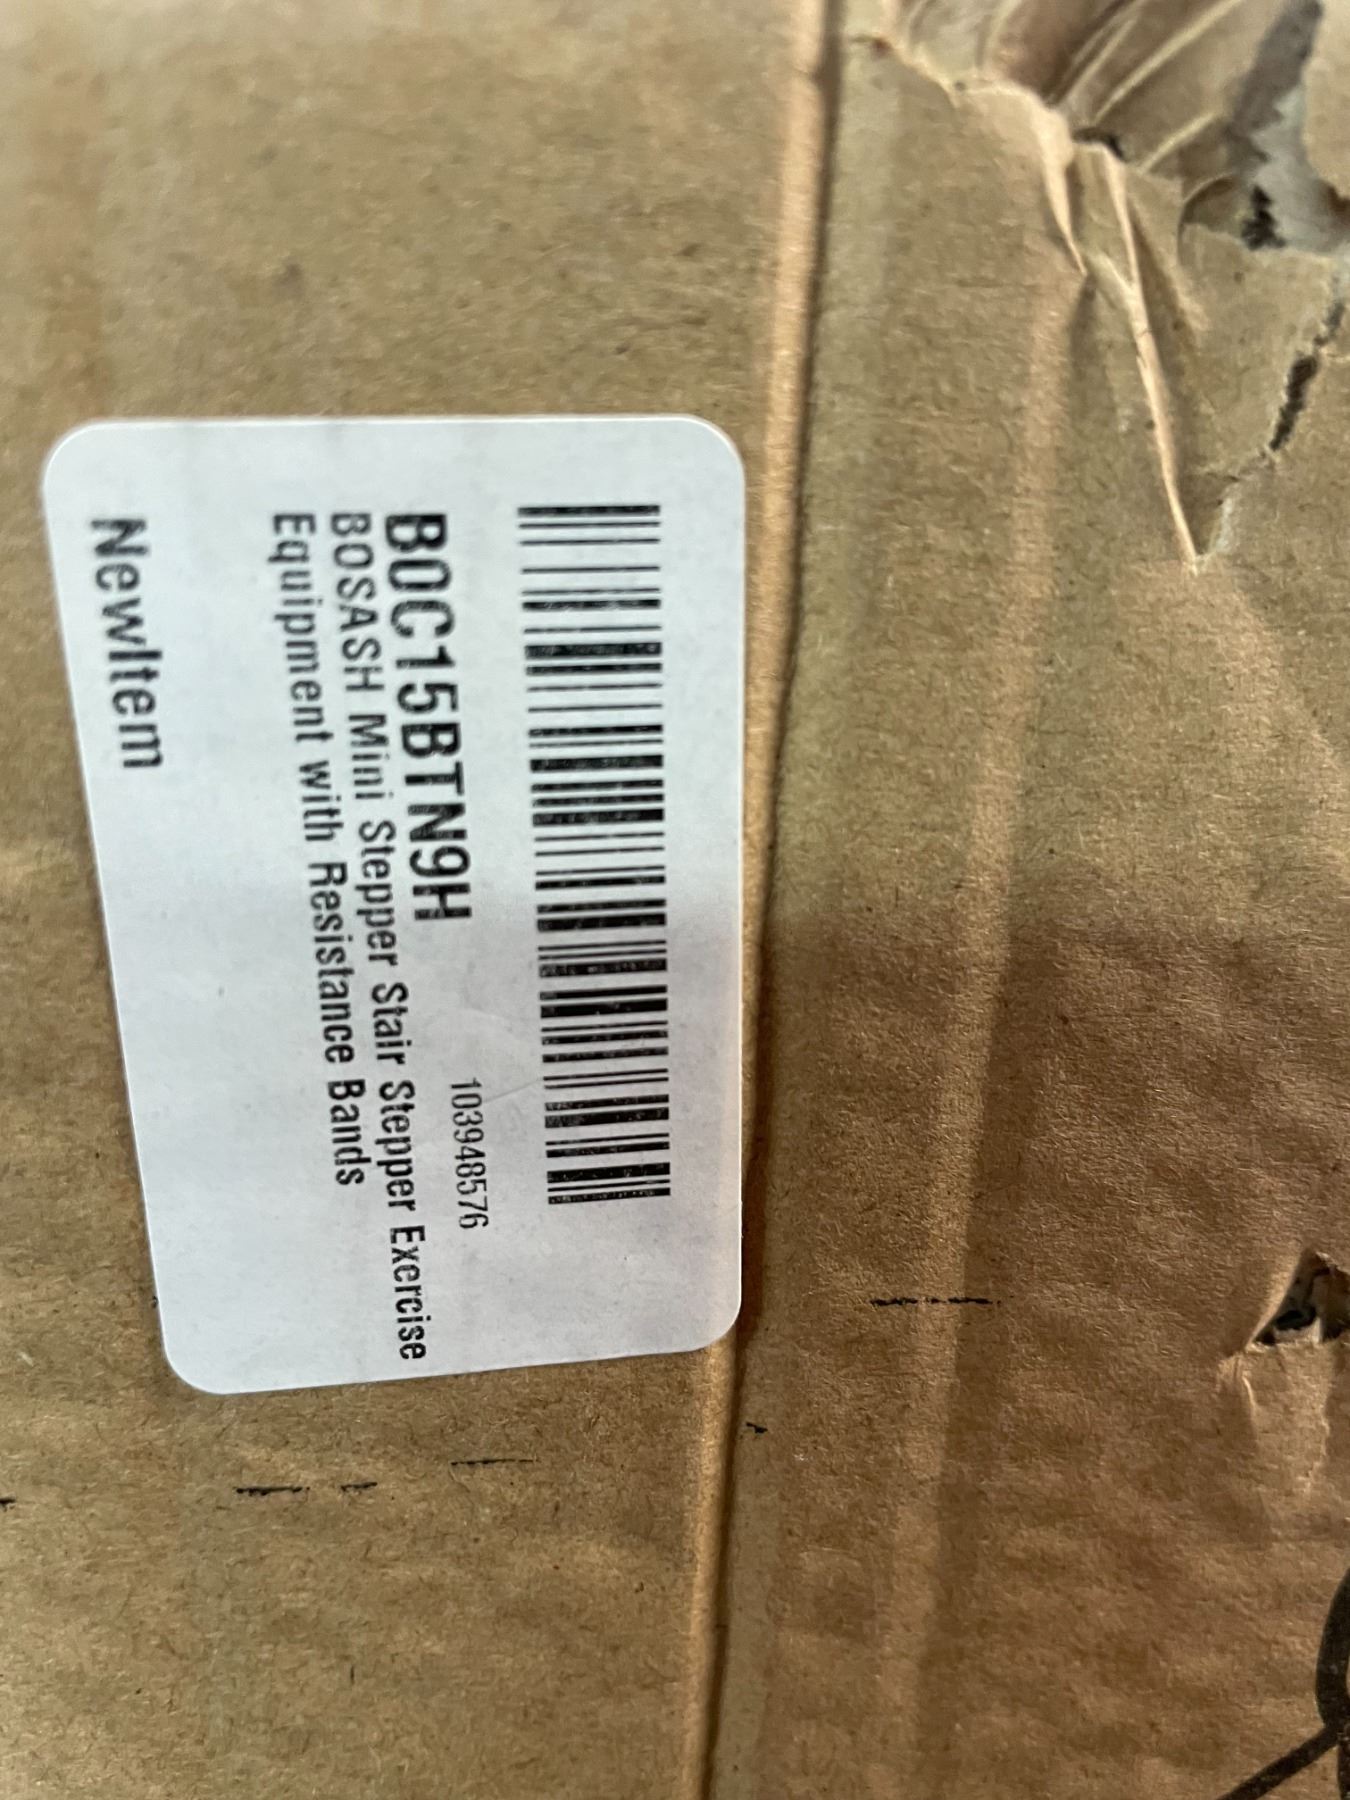 B0C15BTN9H
103948576
BOSASH Mini Stepper Stair Stepper Exercise
Equipment with Resistance Bands
NewItem